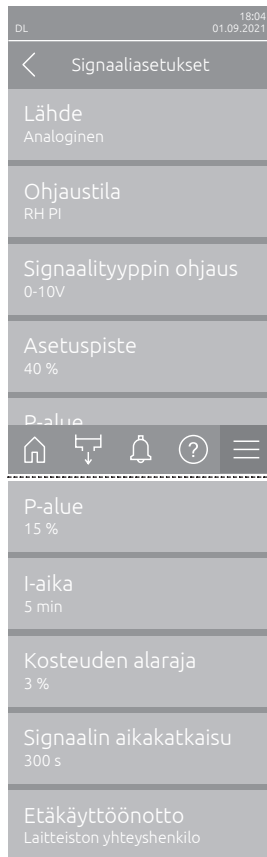 18:04
DL 01.09.2021
Signaaliasetukset
Lähde
Analoginen
Ohjaustila
RH PI
Signaalityyppin ohjaus
0-10V
Asetuspiste
40 %
P-alue
P-alue
15 %
I-aika
5 min
Kosteuden alaraja
3 %
Signaalin aikakatkaisu
300 s
Etäkäyttöönotto
Laitteiston yhteyshenkilo